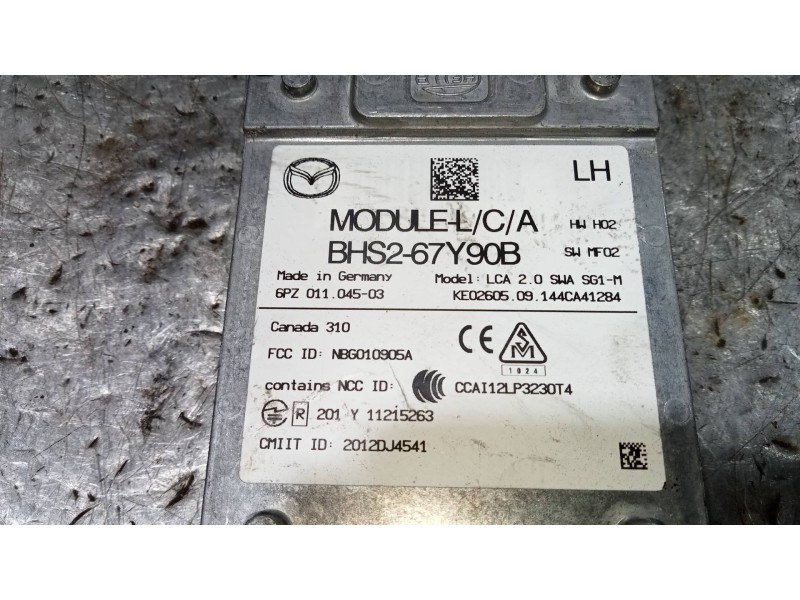 HELLA
LH
MODULE-L/C/A
HW H02
BHS2-67Y90B
SW MF02
Made in Germany
Model: LCA 2.0 SWA SG1-M
6PZ 011.045-03
KE02605.09.144CA41284
Canada 310
CE
VSM
1024
FCC ID: NBG010905A
contains NCC ID:
CCAI12LP3230T4
R 201 Y 11215263
CMIIT ID: 2012DJ4541